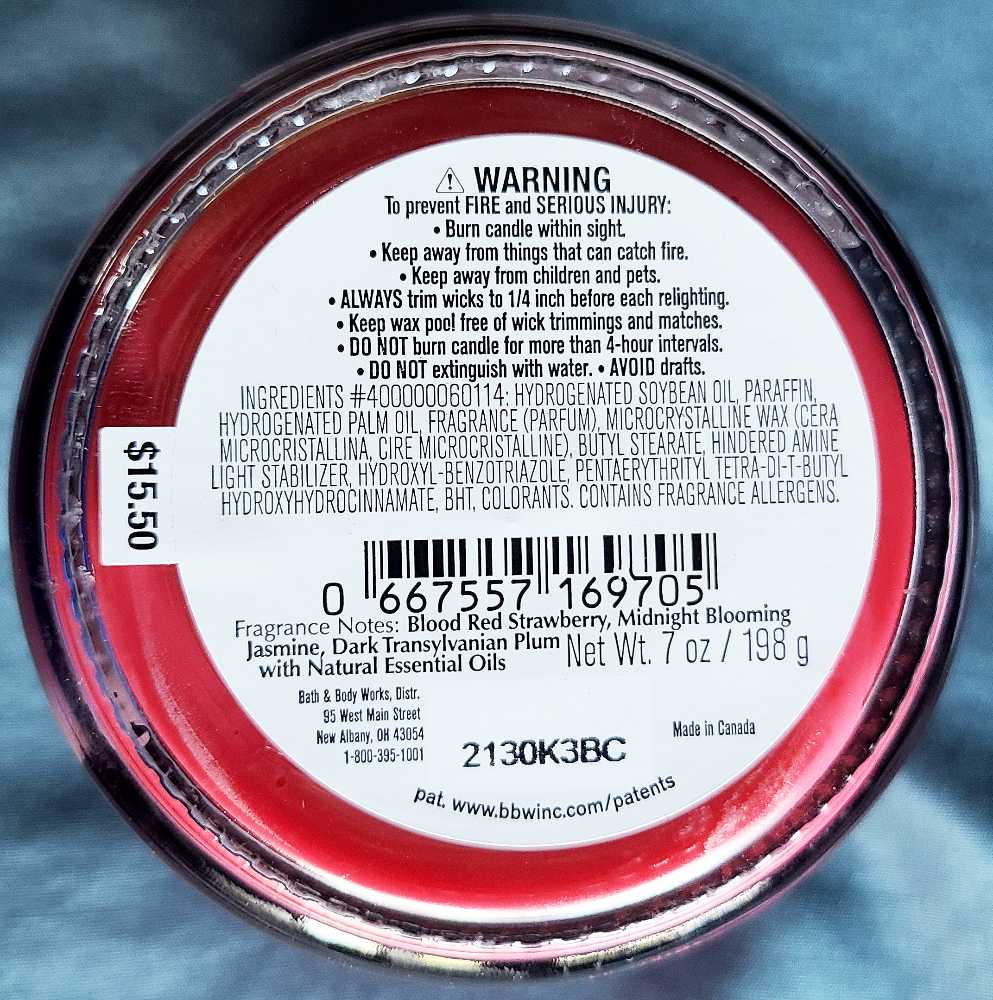 ⚠ WARNING
To prevent FIRE and SERIOUS INJURY:
• Burn candle within sight.
• Keep away from things that can catch fire.
• Keep away from children and pets.
• ALWAYS trim wicks to 1/4 inch before each relighting.
• Keep wax pool free of wick trimmings and matches.
• DO NOT burn candle for more than 4-hour intervals.
• DO NOT extinguish with water. • AVOID drafts.
INGREDIENTS #400000060114: HYDROGENATED SOYBEAN OIL, PARAFFIN,
HYDROGENATED PALM OIL, FRAGRANCE (PARFUM), MICROCRYSTALLINE WAX (CERA
MICROCRISTALLINA, CIRE MICROCRISTALLINE), BUTYL STEARATE, HINDERED AMINE
LIGHT STABILIZER, HYDROXYL-BENZOTRIAZOLE, PENTAERYTHRITYL TETRA-DI-T-BUTYL
HYDROXYHYDROCINNAMATE, BHT, COLORANTS. CONTAINS FRAGRANCE ALLERGENS.
$15.50
0 667557 169705
Fragrance Notes: Blood Red Strawberry, Midnight Blooming
Jasmine, Dark Transylvanian Plum
with Natural Essential Oils
Net Wt. 7 oz / 198 g
Bath & Body Works, Distr.
95 West Main Street
New Albany, OH 43054
1-800-395-1001
2130K3BC
Made in Canada
pat. www.bbwinc.com/patents